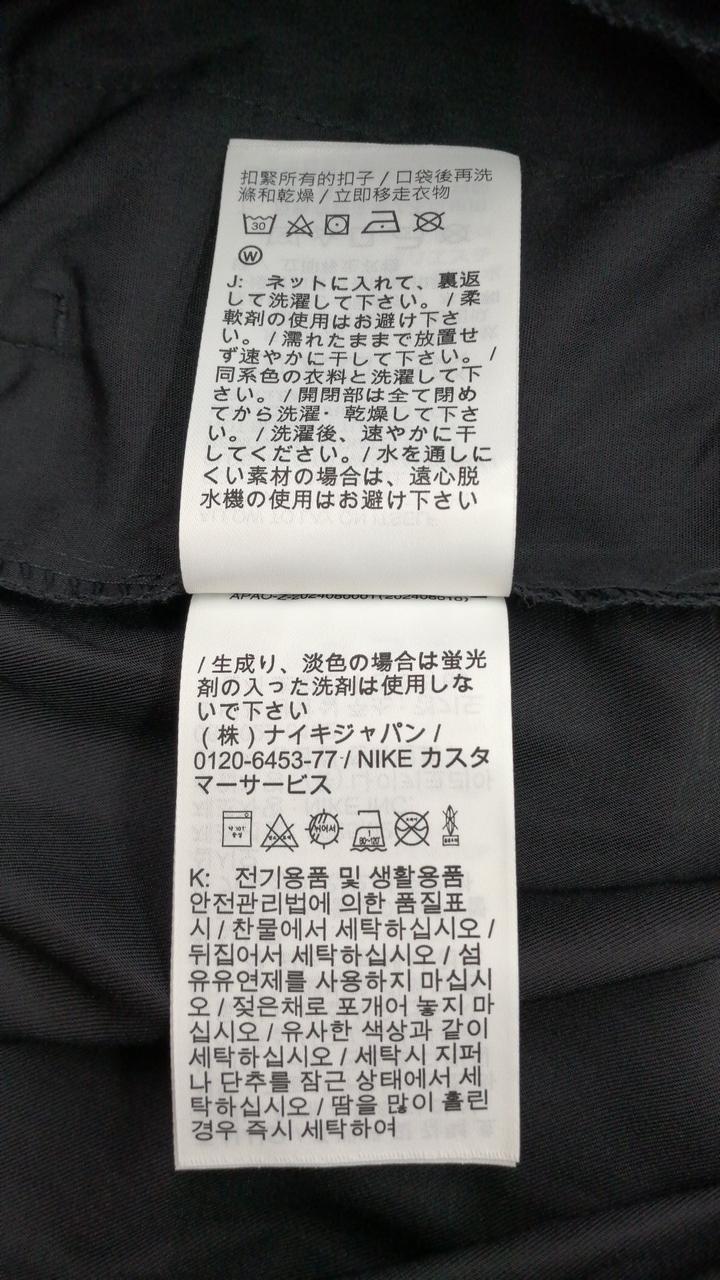 扣緊所有的扣子 / 口袋後再洗
滌和乾燥 / 立即移走衣物
30
W
J: ネットに入れて、裏返
して洗濯して下さい。 / 柔
軟剤の使用はお避け下さ
い。 / 濡れたままで放置せ
ず速やかに干して下さい。 /
同系色の衣料と洗濯して下
さい。 / 開閉部は全て閉め
てから洗濯· 乾燥して下さ
い。 / 洗濯後、速やかに干
してください。 / 水を通しに
くい素材の場合は、遠心脱
水機の使用はお避け下さい
/ 生成り、淡色の場合は蛍光
剤の入った洗剤は使用しな
いで下さい
( 株 ) ナイキジャパン /
0120-6453-77 / NIKE カスタ
マーサービス
K: 전기용품 및 생활용품
안전관리법에 의한 품질표
시 / 찬물에서 세탁하십시오 /
뒤집어서 세탁하십시오 / 섬
유유연제를 사용하지 마십시
오 / 젖은채로 포개어 놓지 마
십시오 / 유사한 색상과 같이
세탁하십시오 / 세탁시 지퍼
나 단추를 잠근 상태에서 세
탁하십시오 / 땀을 많이 흘린
경우 즉시 세탁하여